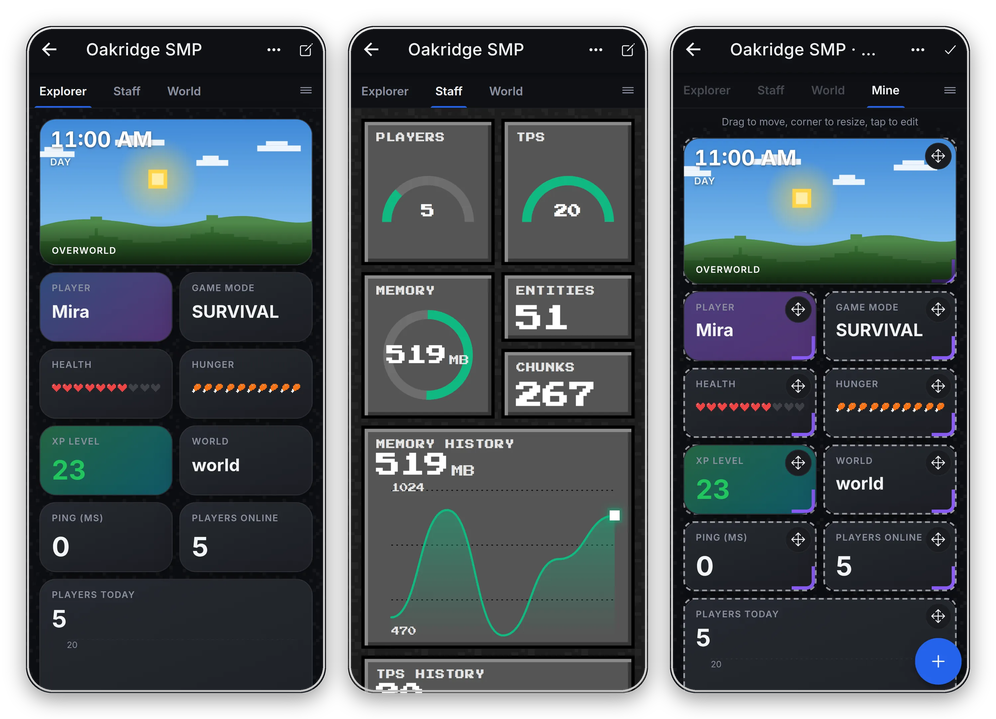 Oakridge SMP
Explorer Staff World
11:00 AM
DAY
OVERWORLD
PLAYER
Mira
GAME MODE
SURVIVAL
HEALTH
HUNGER
XP LEVEL
23
WORLD
world
PING (MS)
0
PLAYERS ONLINE
5
PLAYERS TODAY
5
20
Oakridge SMP
Explorer Staff World
PLAYERS
5
TPS
20
MEMORY
519 MB
ENTITIES
51
CHUNKS
267
MEMORY HISTORY
519 MB
1024
470
TPS HISTORY
20
Oakridge SMP · ...
Explorer Staff World Mine
Drag to move, corner to resize, tap to edit
11:00 AM
DAY
OVERWORLD
PLAYER
Mira
GAME MODE
SURVIVAL
HEALTH
HUNGER
XP LEVEL
23
WORLD
world
PING (MS)
0
PLAYERS ONLINE
5
PLAYERS TODAY
5
20